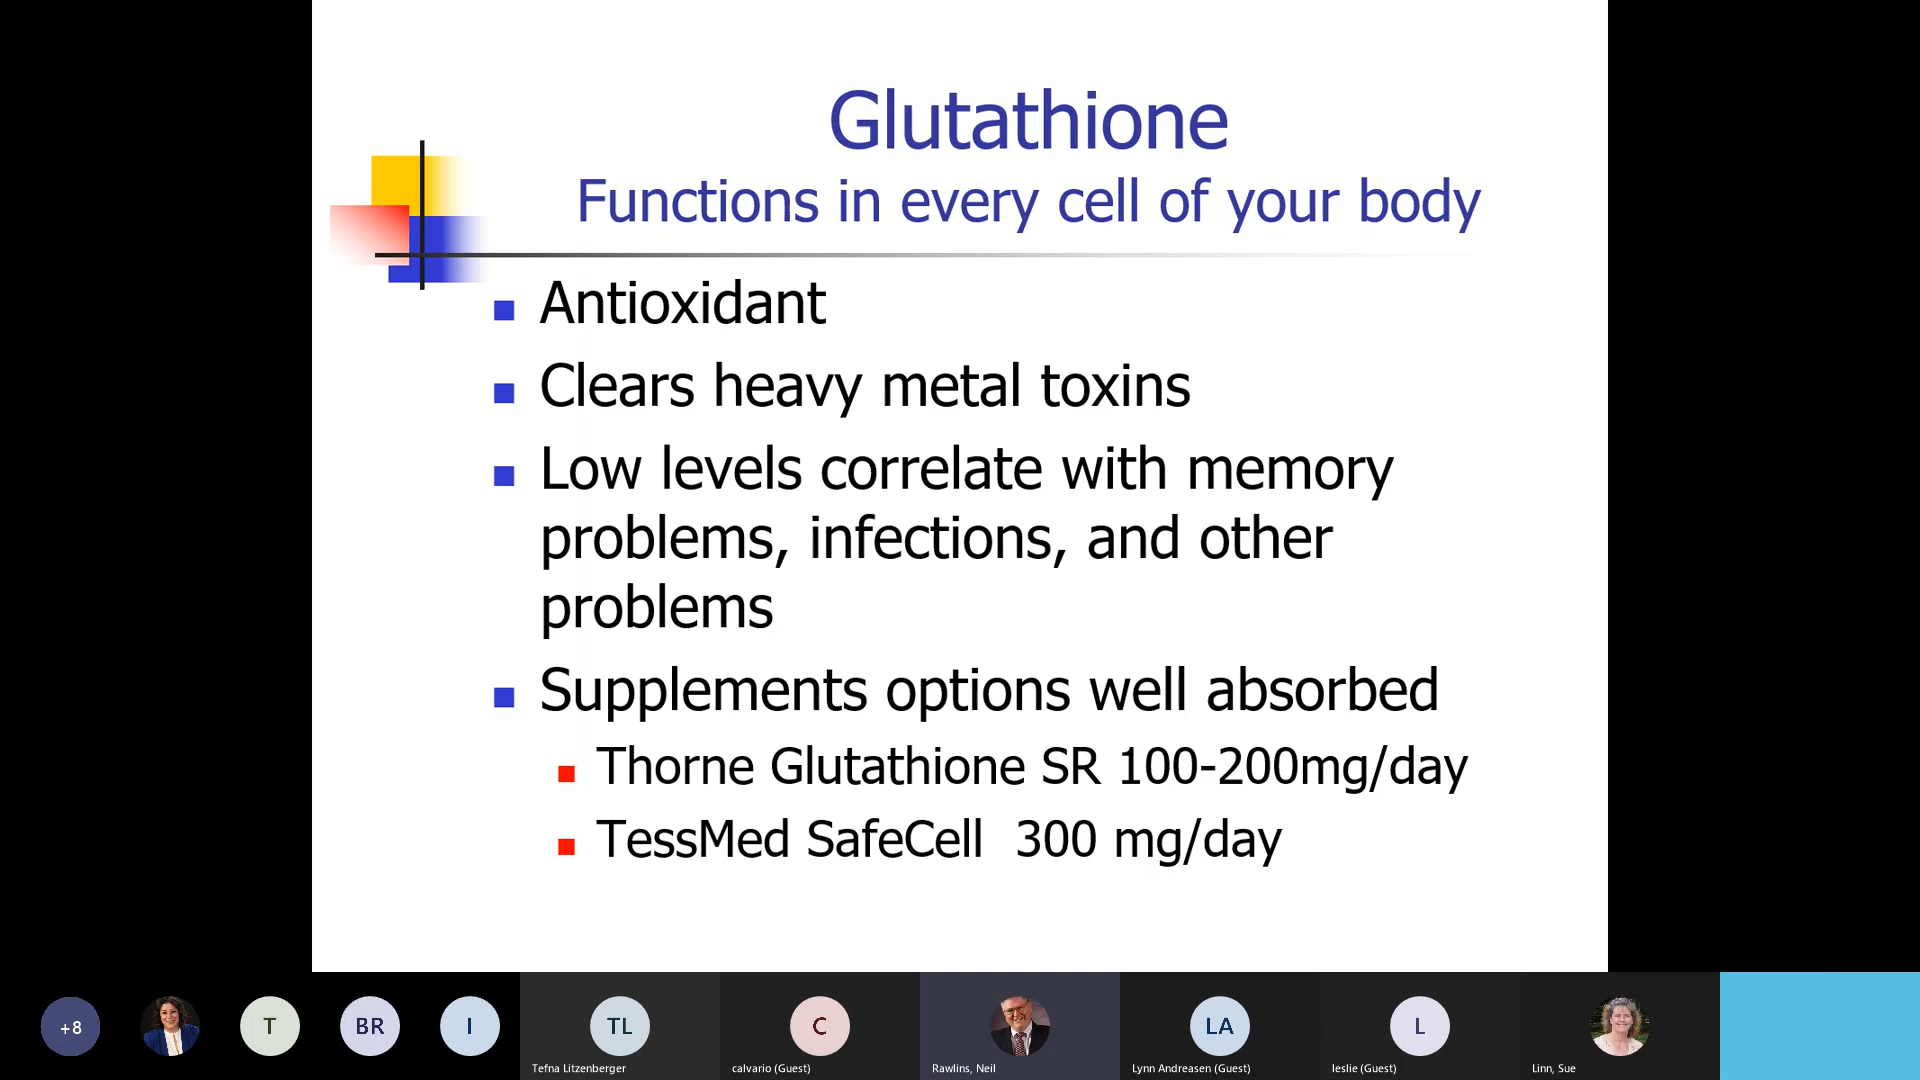 Glutathione
Functions in every cell of your body
Antioxidant
Clears heavy metal toxins
Low levels correlate with memory
problems, infections, and other
problems
Supplements options well absorbed
Thorne Glutathione SR 100-200mg/day
TessMed SafeCell 300 mg/day
+8
T
BR
I
TL
C
LA
L
Tefna Litzenberger
calvario (Guest)
Rawlins, Neil
Lynn Andreasen (Guest)
leslie (Guest)
Linn, Sue